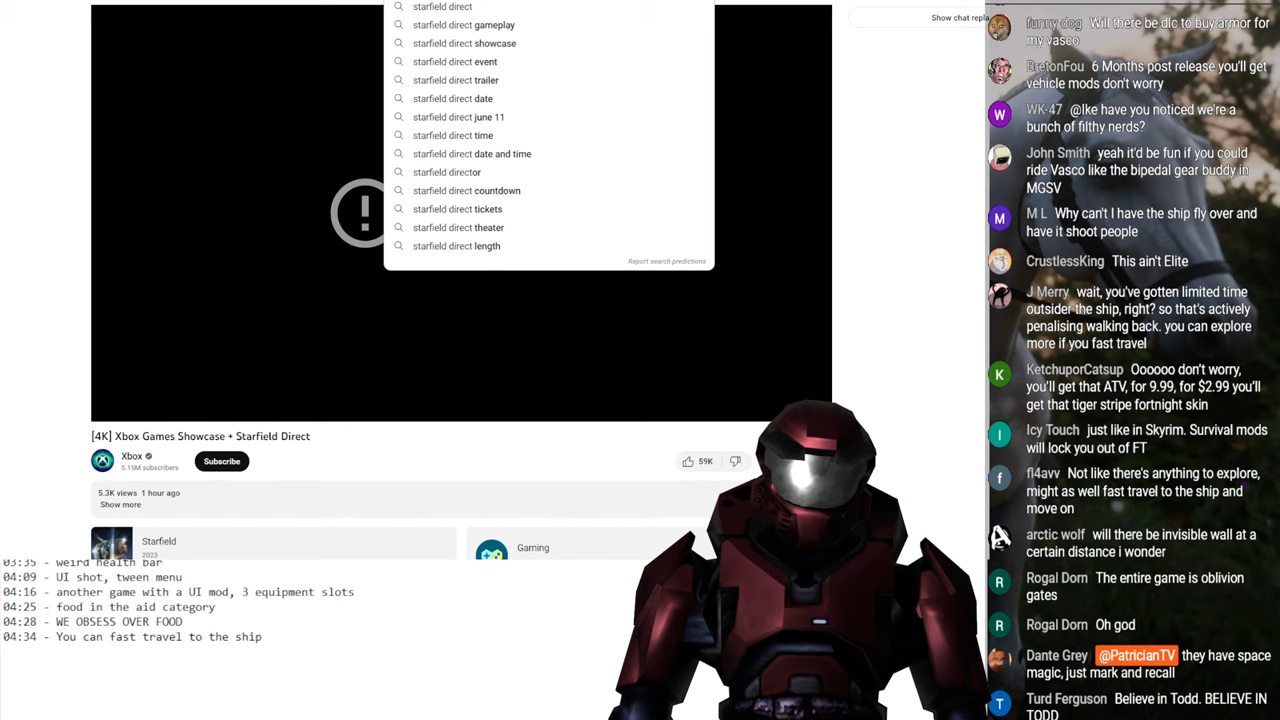 starfield direct
starfield direct gameplay
starfield direct showcase
starfield direct event
starfield direct trailer
starfield direct date
starfield direct june 11
starfield direct time
starfield direct date and time
starfield director
starfield direct countdown
starfield direct tickets
starfield direct theater
starfield direct length
Report search predictions
Show chat repla
[4K] Xbox Games Showcase + Starfield Direct
Xbox
5.15M subscribers
Subscribe
59K
5.3K views 1 hour ago
Show more
Starfield
2023
Gaming
03:35 - weird health bar
04:09 - UI shot, tween menu
04:16 - another game with a UI mod, 3 equipment slots
04:25 - food in the aid category
04:28 - WE OBSESS OVER FOOD
04:34 - You can fast travel to the ship
funny dog Will there be dlc to buy armor for
my vasco
BretonFou 6 Months post release you'll get
vehicle mods don't worry
W
WK-47 @Ike have you noticed we're a
bunch of filthy nerds?
John Smith yeah it'd be fun if you could
ride Vasco like the bipedal gear buddy in
MGSV
M
M L Why can't I have the ship fly over and
have it shoot people
CrustlessKing This ain't Elite
J Merry wait, you've gotten limited time
outsider the ship, right? so that's actively
penalising walking back. you can explore
more if you fast travel
K
KetchuporCatsup Oooooo don't worry,
you'll get that ATV, for 9.99, for $2.99 you'll
get that tiger stripe fortnight skin
I
Icy Touch just like in Skyrim. Survival mods
will lock you out of FT
f
fl4avv Not like there's anything to explore,
might as well fast travel to the ship and
move on
arctic wolf will there be invisible wall at a
certain distance i wonder
R
Rogal Dorn The entire game is oblivion
gates
R
Rogal Dorn Oh god
Dante Grey @PatricianTV they have space
magic, just mark and recall
T
Turd Ferguson Believe in Todd. BELIEVE IN
TODD